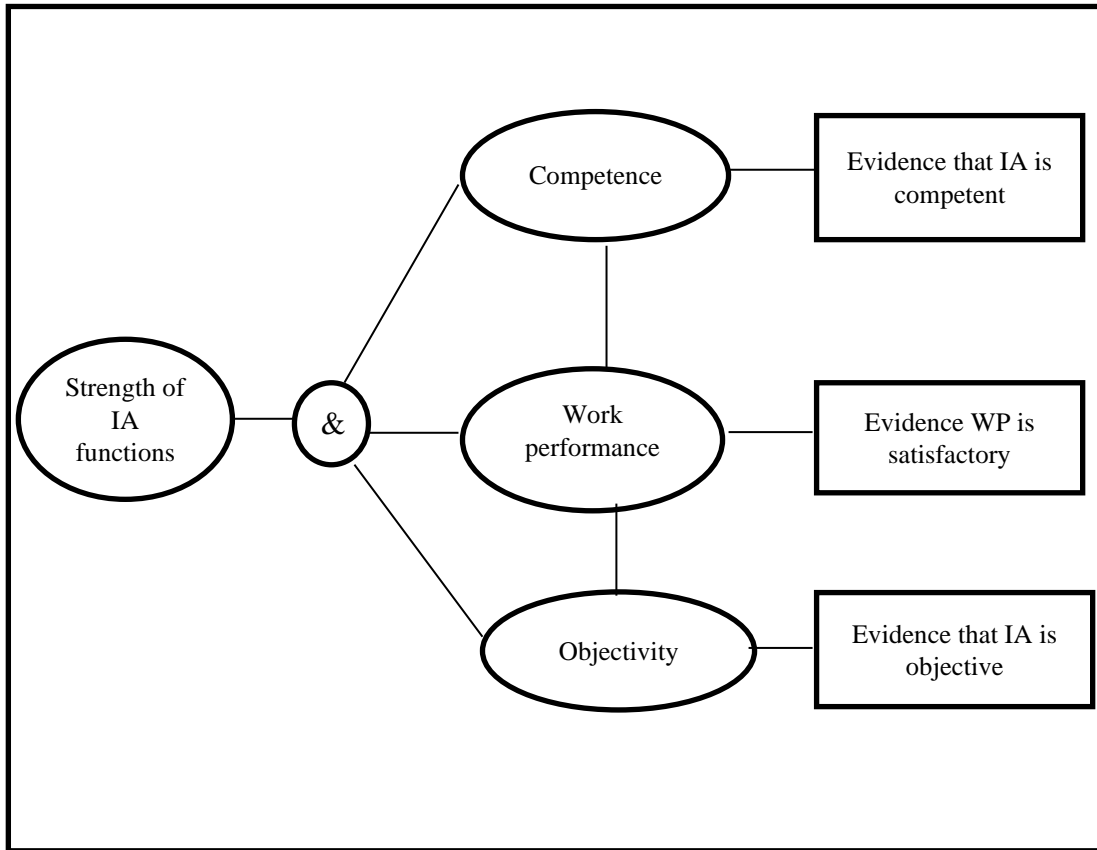 Competence
Evidence that IA is
competent
Strength of
IA
functions
&
Work
performance
Evidence WP is
satisfactory
Objectivity
Evidence that IA is
objective